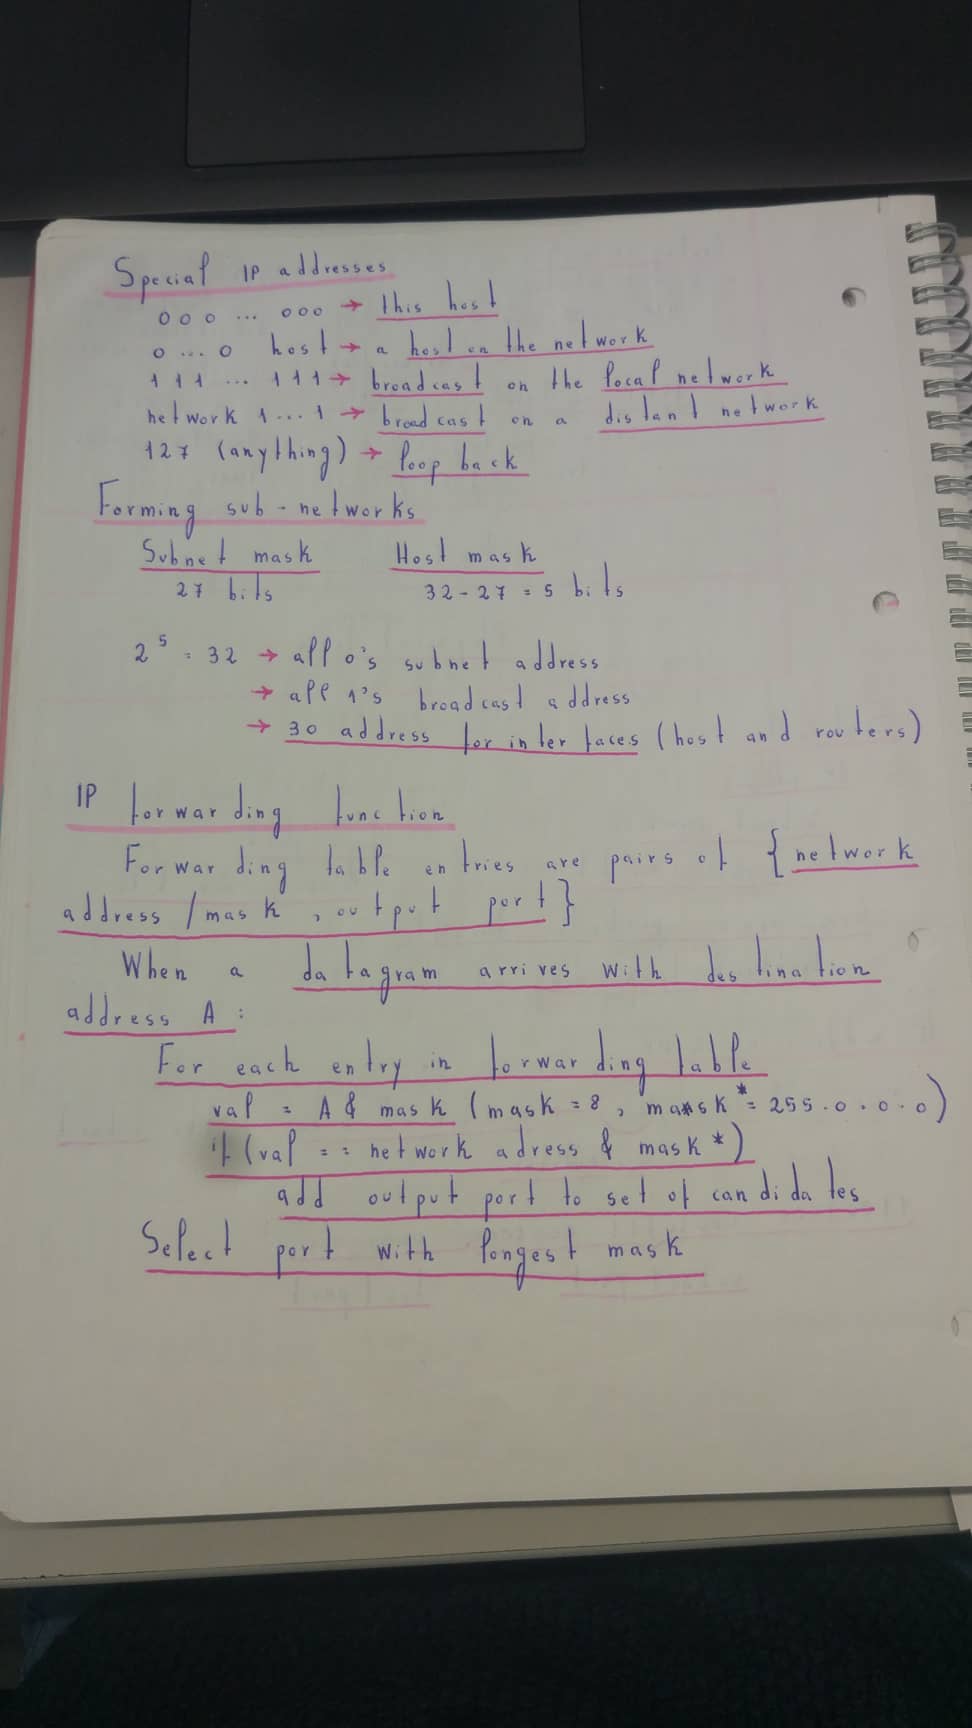 Special IP addresses
000 ... 000 → this host
0 ... 0 host → a host on the network
111 ... 111 → broadcast on the local network
network 1 ... 1 → broadcast on a distant network
127 (anything) → loop back
Forming sub-networks
Subnet mask Host mask
27 bits 32-27 = 5 bits
2^5 = 32 → all 0's subnet address
→ all 1's broadcast address
→ 30 address for interfaces (host and routers)
IP forwarding function
Forwarding table entries are pairs of {network
address/mask, output port}
When a datagram arrives with destination
address A:
For each entry in forwarding table
val = A & mask (mask = 8, mask* = 255.0.0.0)
if (val == network adress & mask*)
add output port to set of candidates
Select port with longest mask